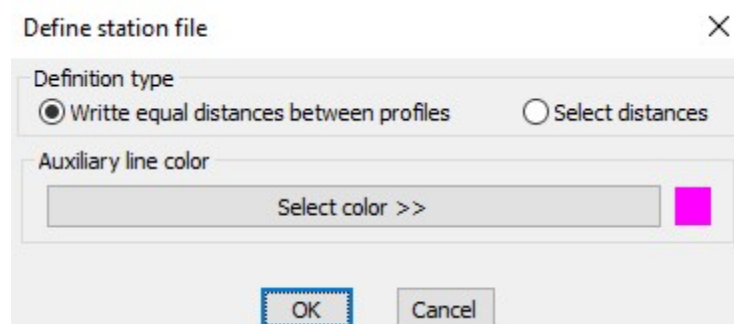 Define station file
Definition type
Writte equal distances between profiles Select distances
Auxiliary line color
Select color >>
OK Cancel